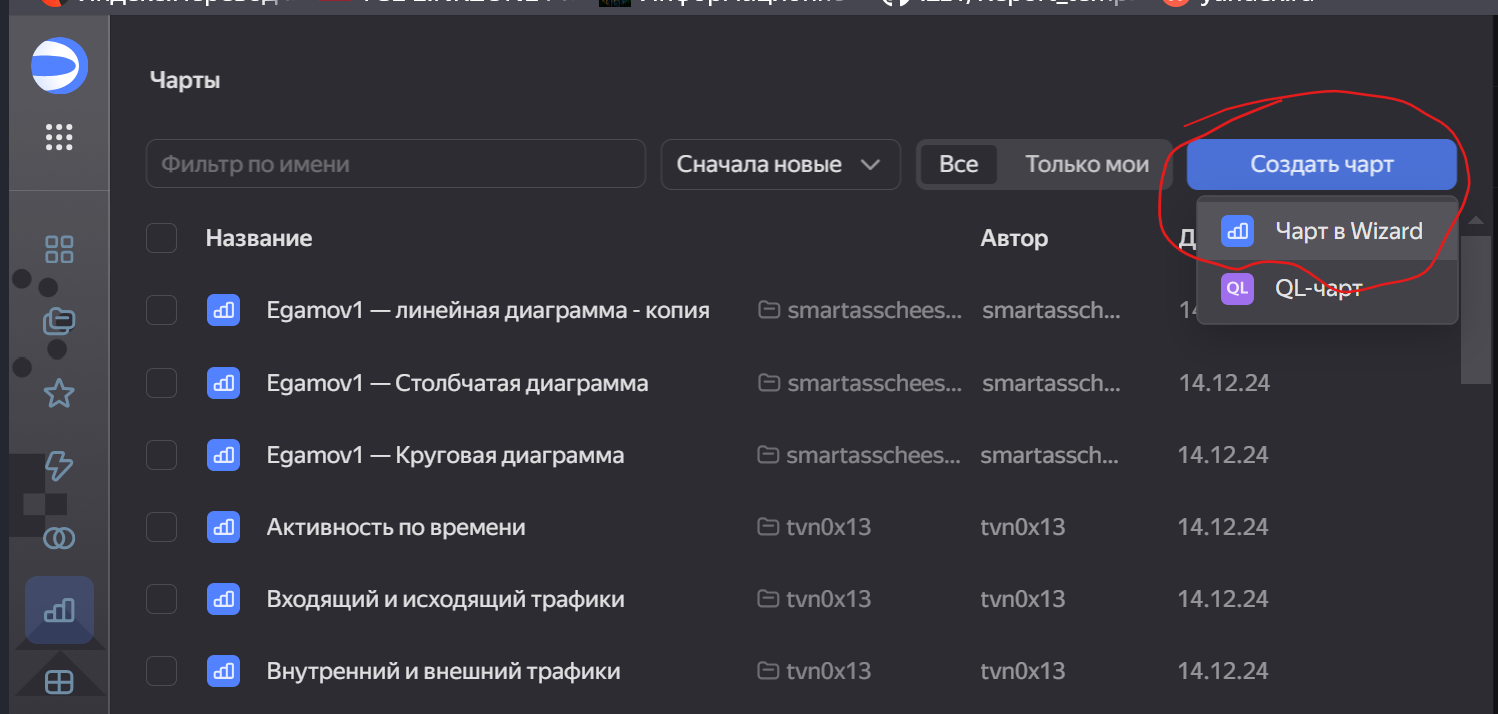 Чарты
Фильтр по имени
Сначала новые
Все
Только мои
Создать чарт
Чарт в Wizard
QL QL-чарт
Название
Автор
Egamov1 — линейная диаграмма - копия smartasschees... smartassch...
Egamov1 — Столбчатая диаграмма smartasschees... smartassch... 14.12.24
Egamov1 — Круговая диаграмма smartasschees... smartassch... 14.12.24
Активность по времени tvn0x13 tvn0x13 14.12.24
Входящий и исходящий трафики tvn0x13 tvn0x13 14.12.24
Внутренний и внешний трафики tvn0x13 tvn0x13 14.12.24